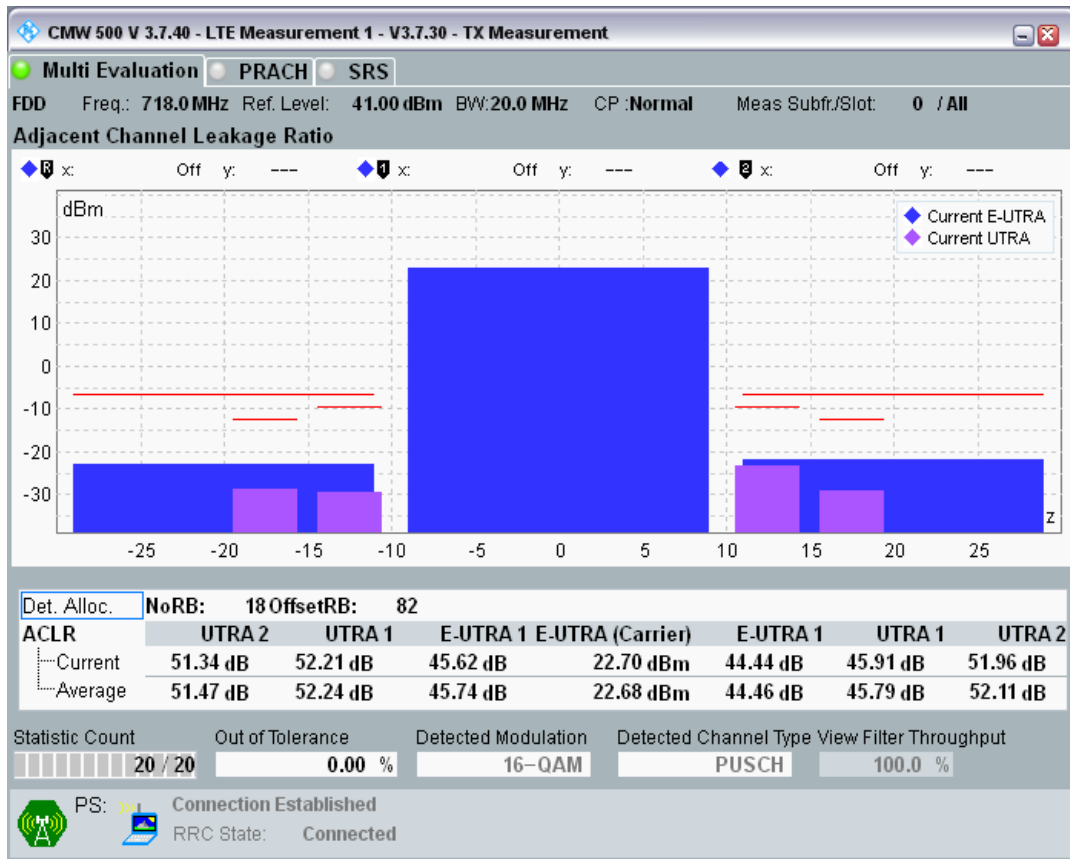 CMW 500 V 3.7.40 - LTE Measurement 1 - V3.7.30 - TX Measurement
Multi Evaluation PRACH SRS
FDD Freq.: 718.0 MHz Ref. Level: 41.00 dBm BW: 20.0 MHz CP :Normal Meas Subfr./Slot: 0 / All
Adjacent Channel Leakage Ratio
R x: Off y: --- 1 x: Off y: --- 2 x: Off y: ---
dBm
Current E-UTRA
Current UTRA
30
20
10
0
-10
-20
-30
z
-25 -20 -15 -10 -5 0 5 10 15 20 25
Det. Alloc. NoRB: 18 OffsetRB: 82
ACLR UTRA 2 UTRA 1 E-UTRA 1 E-UTRA (Carrier) E-UTRA 1 UTRA 1 UTRA 2
Current 51.34 dB 52.21 dB 45.62 dB 22.70 dBm 44.44 dB 45.91 dB 51.96 dB
Average 51.47 dB 52.24 dB 45.74 dB 22.68 dBm 44.46 dB 45.79 dB 52.11 dB
Statistic Count Out of Tolerance Detected Modulation Detected Channel Type View Filter Throughput
20 / 20 0.00 % 16-QAM PUSCH 100.0 %
PS: Connection Established
RRC State: Connected